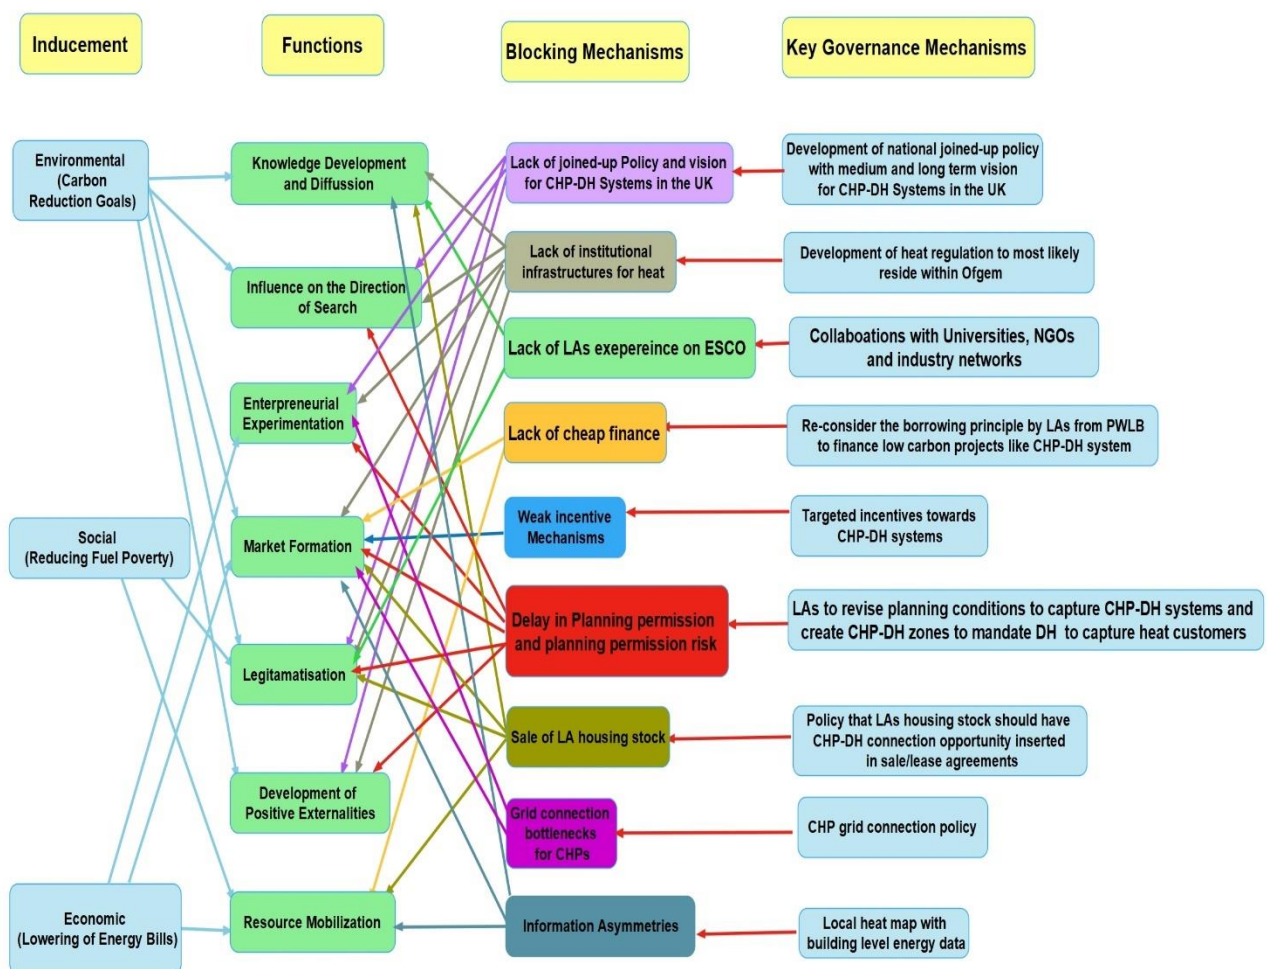 Inducement
Functions
Blocking Mechanisms
Key Governance Mechanisms
Environmental
(Carbon
Reduction Goals)
Social
(Reducing Fuel Poverty)
Economic
(Lowering of Energy Bills)
Knowledge Development
and Diffussion
Influence on the Direction
of Search
Enterpreneurial
Experimentation
Market Formation
Legitamatisation
Development of
Positive Externalities
Resource Mobilization
Lack of joined-up Policy and vision
for CHP-DH Systems in the UK
Lack of institutional
infrastructures for heat
Lack of LAs exepereince on ESCO
Lack of cheap finance
Weak incentive
Mechanisms
Delay in Planning permission
and planning permission risk
Sale of LA housing stock
Grid connection
bottlenecks
for CHPs
Information Asymmetries
Development of national joined-up policy
with medium and long term vision
for CHP-DH Systems in the UK
Development of heat regulation to most likely
reside within Ofgem
Collaboations with Universities, NGOs
and industry networks
Re-consider the borrowing principle by LAs from PWLB
to finance low carbon projects like CHP-DH system
Targeted incentives towards
CHP-DH systems
LAs to revise planning conditions to capture CHP-DH systems and
create CHP-DH zones to mandate DH to capture heat customers
Policy that LAs housing stock should have
CHP-DH connection opportunity inserted
in sale/lease agreements
CHP grid connection policy
Local heat map with
building level energy data